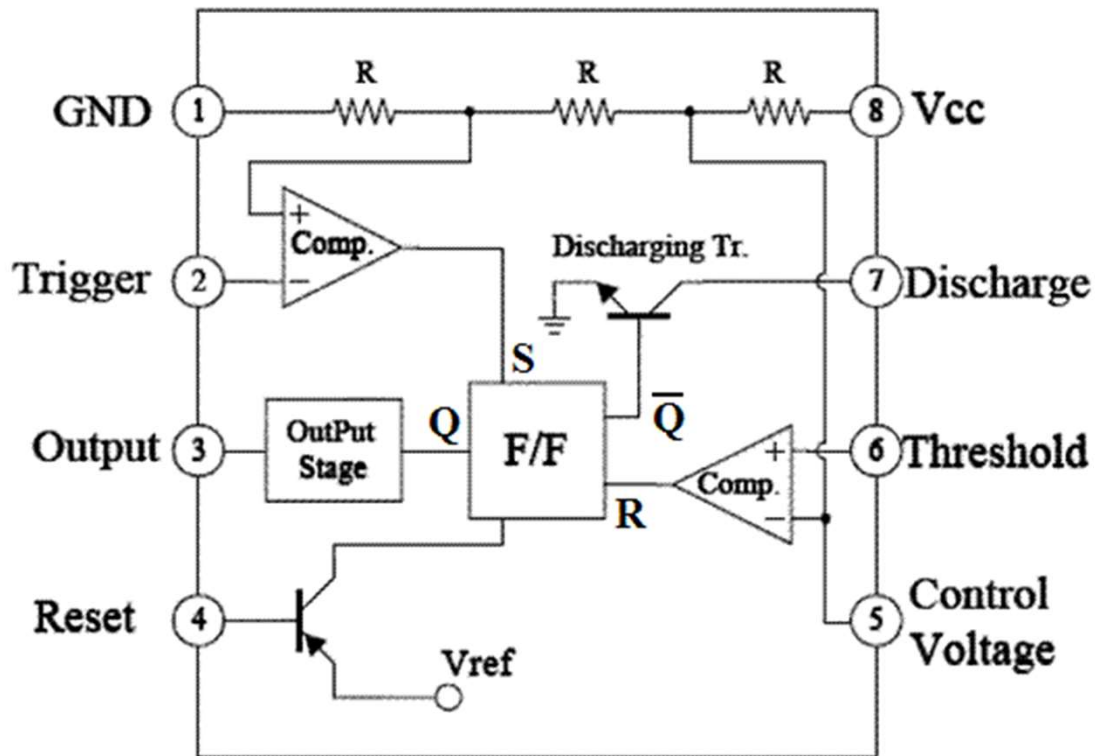 R
R
R
GND
1
8
Vcc
+
Comp.
−
Trigger
2
Discharging Tr.
7
Discharge
S
Output
3
OutPut
Stage
Q
F/F
Q̅
R
+
Comp.
−
6
Threshold
Reset
4
Vref
5
Control
Voltage